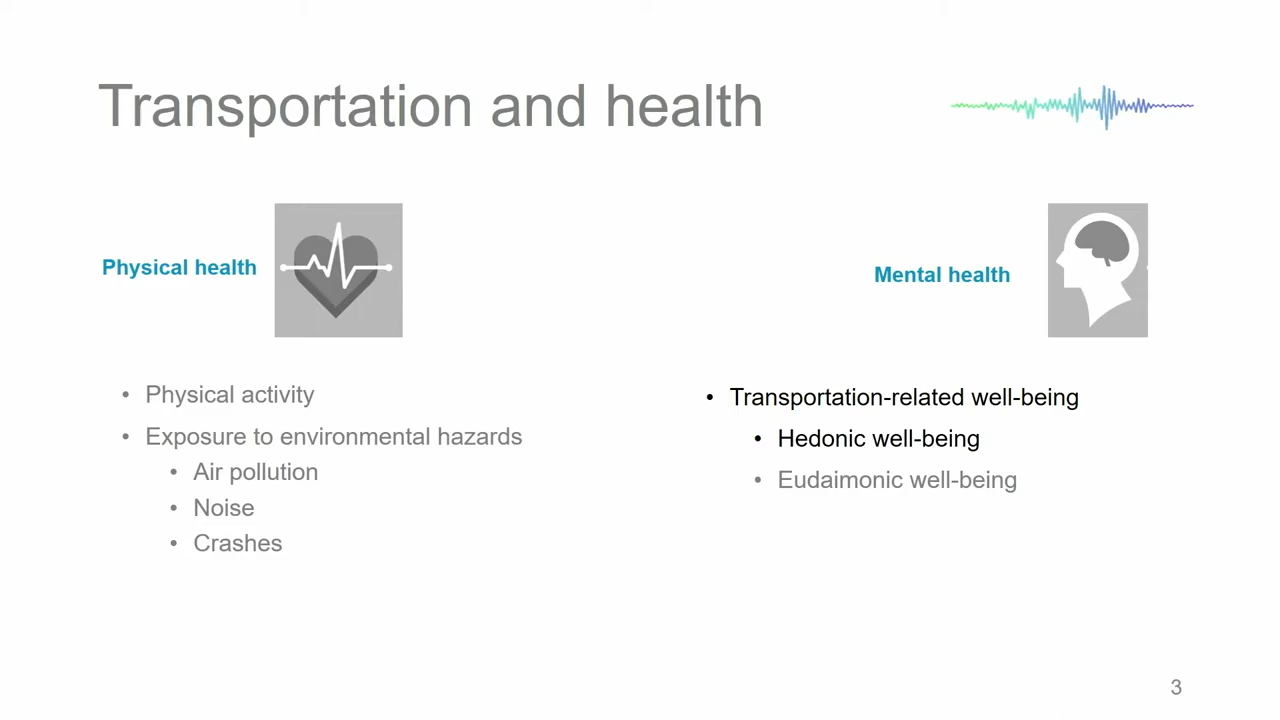 Transportation and health
Physical health
• Physical activity
• Exposure to environmental hazards
• Air pollution
• Noise
• Crashes
Mental health
• Transportation-related well-being
• Hedonic well-being
• Eudaimonic well-being
3